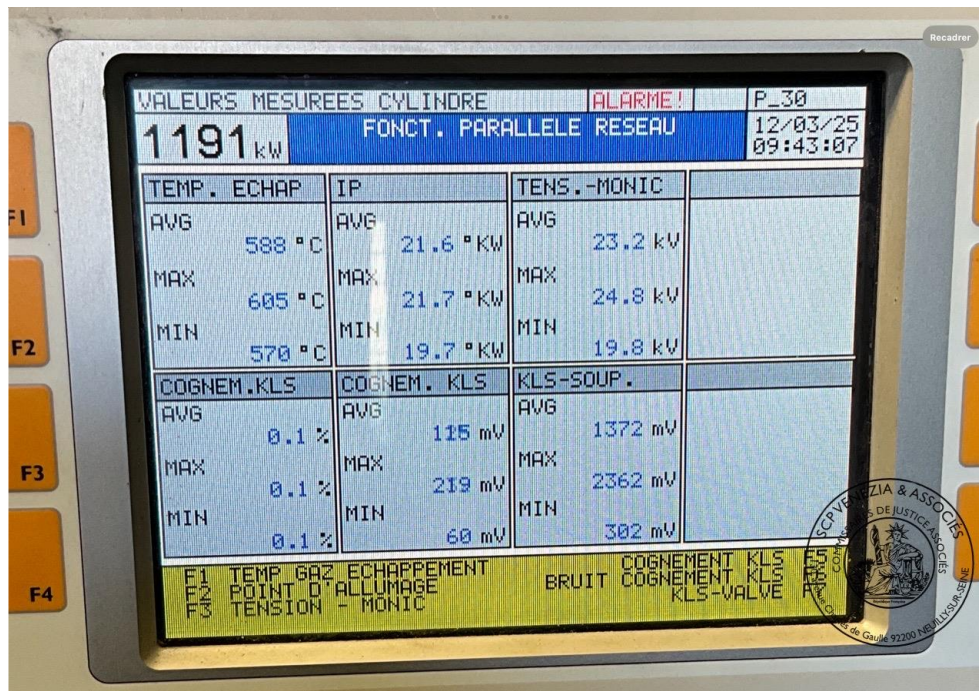 Recadrer
VALEURS MESUREES CYLINDRE ALARME! P_30
1191 kW FONCT. PARALLELE RESEAU 12/03/25
09:43:07
TEMP. ECHAP IP TENS.-MONIC
AVG AVG AVG
588 °C 21.6 °KW 23.2 kV
MAX MAX MAX
605 °C 21.7 °KW 24.8 kV
MIN MIN MIN
570 °C 19.7 °KW 19.8 kV
COGNEM.KLS COGNEM. KLS KLS-SOUP.
AVG AVG AVG
0.1 % 115 mV 1372 mV
MAX MAX MAX
0.1 % 219 mV 2362 mV
MIN MIN MIN
0.1 % 60 mV 302 mV
F1 TEMP GAZ ECHAPPEMENT COGNEMENT KLS F5
F2 POINT D'ALLUMAGE BRUIT COGNEMENT KLS
F3 TENSION - MONIC KLS-VALVE
F1
F2
F3
F4
SCP VENEZIA & ASSOCIÉS
DE JUSTICE ASSOCIÉS
de Gaulle 92200 NEUILLY-SUR-SEINE